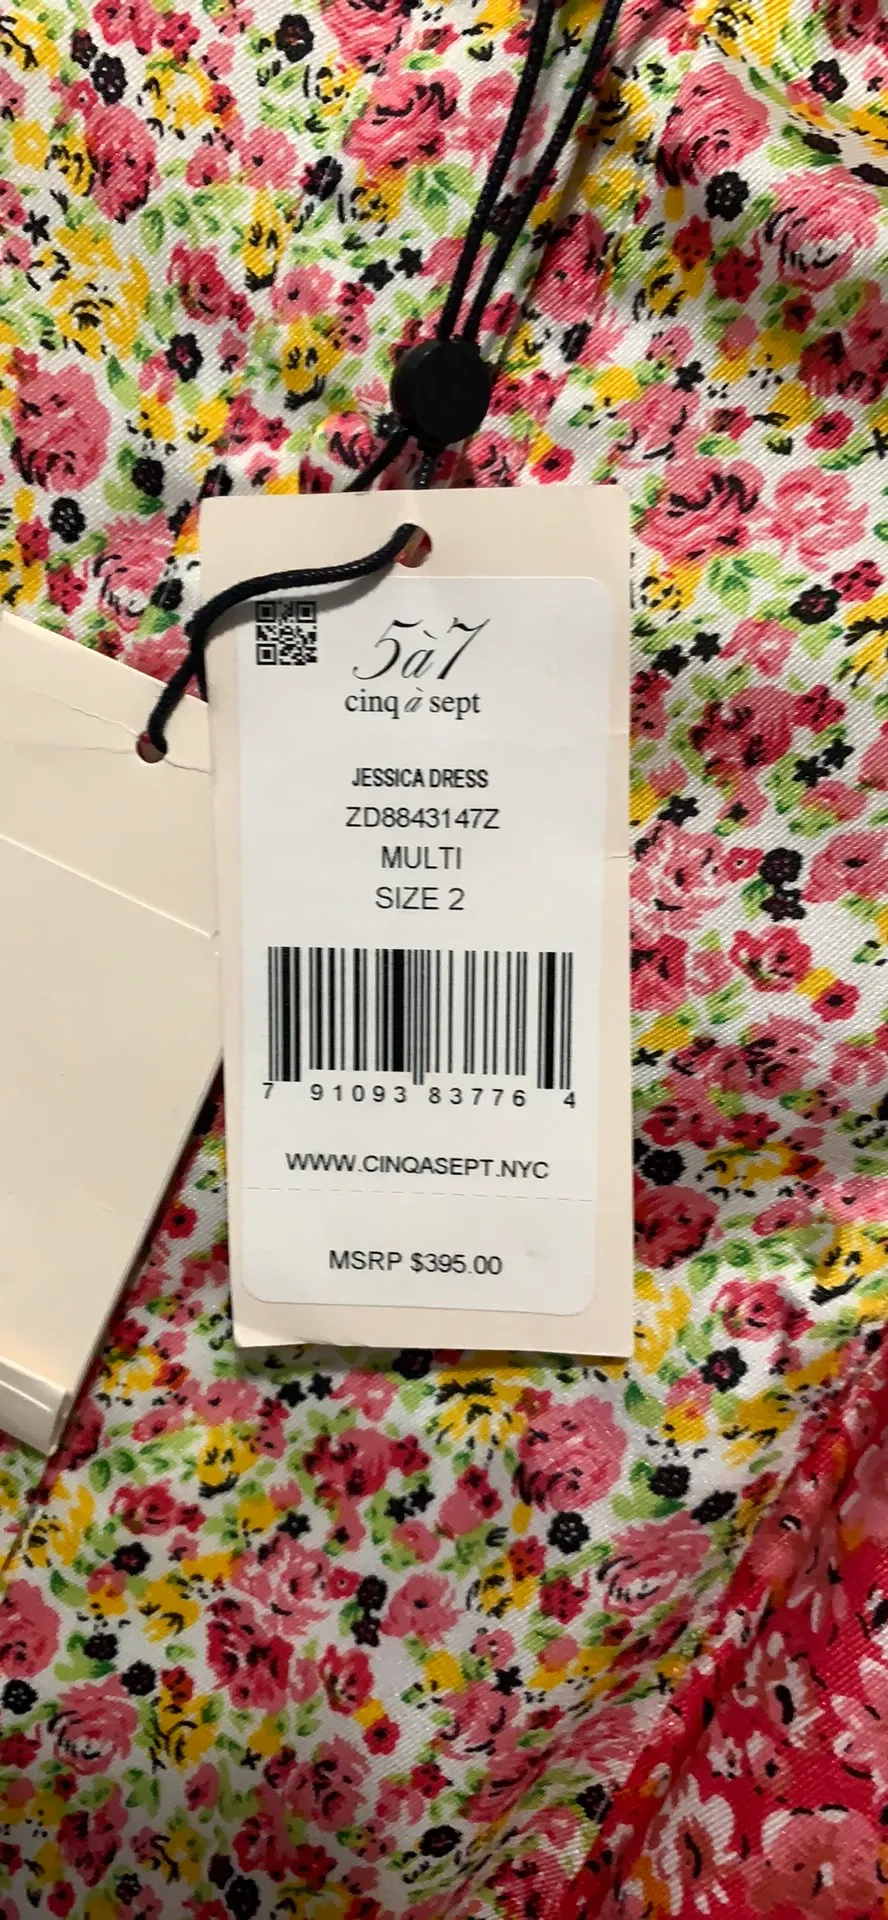 5à7
cinq à sept
JESSICA DRESS
ZD8843147Z
MULTI
SIZE 2
7 91093 83776 4
WWW.CINQASEPT.NYC
MSRP $395.00